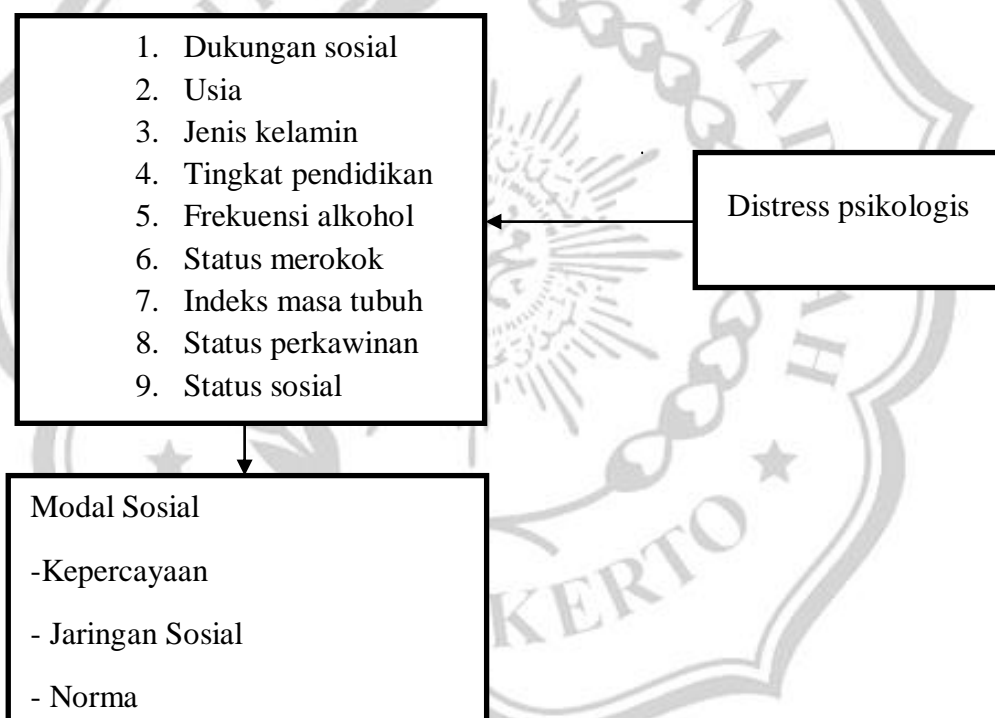 1. Dukungan sosial
2. Usia
3. Jenis kelamin
4. Tingkat pendidikan
5. Frekuensi alkohol
6. Status merokok
7. Indeks masa tubuh
8. Status perkawinan
9. Status sosial
Distress psikologis
Modal Sosial
-Kepercayaan
- Jaringan Sosial
- Norma
KERTO